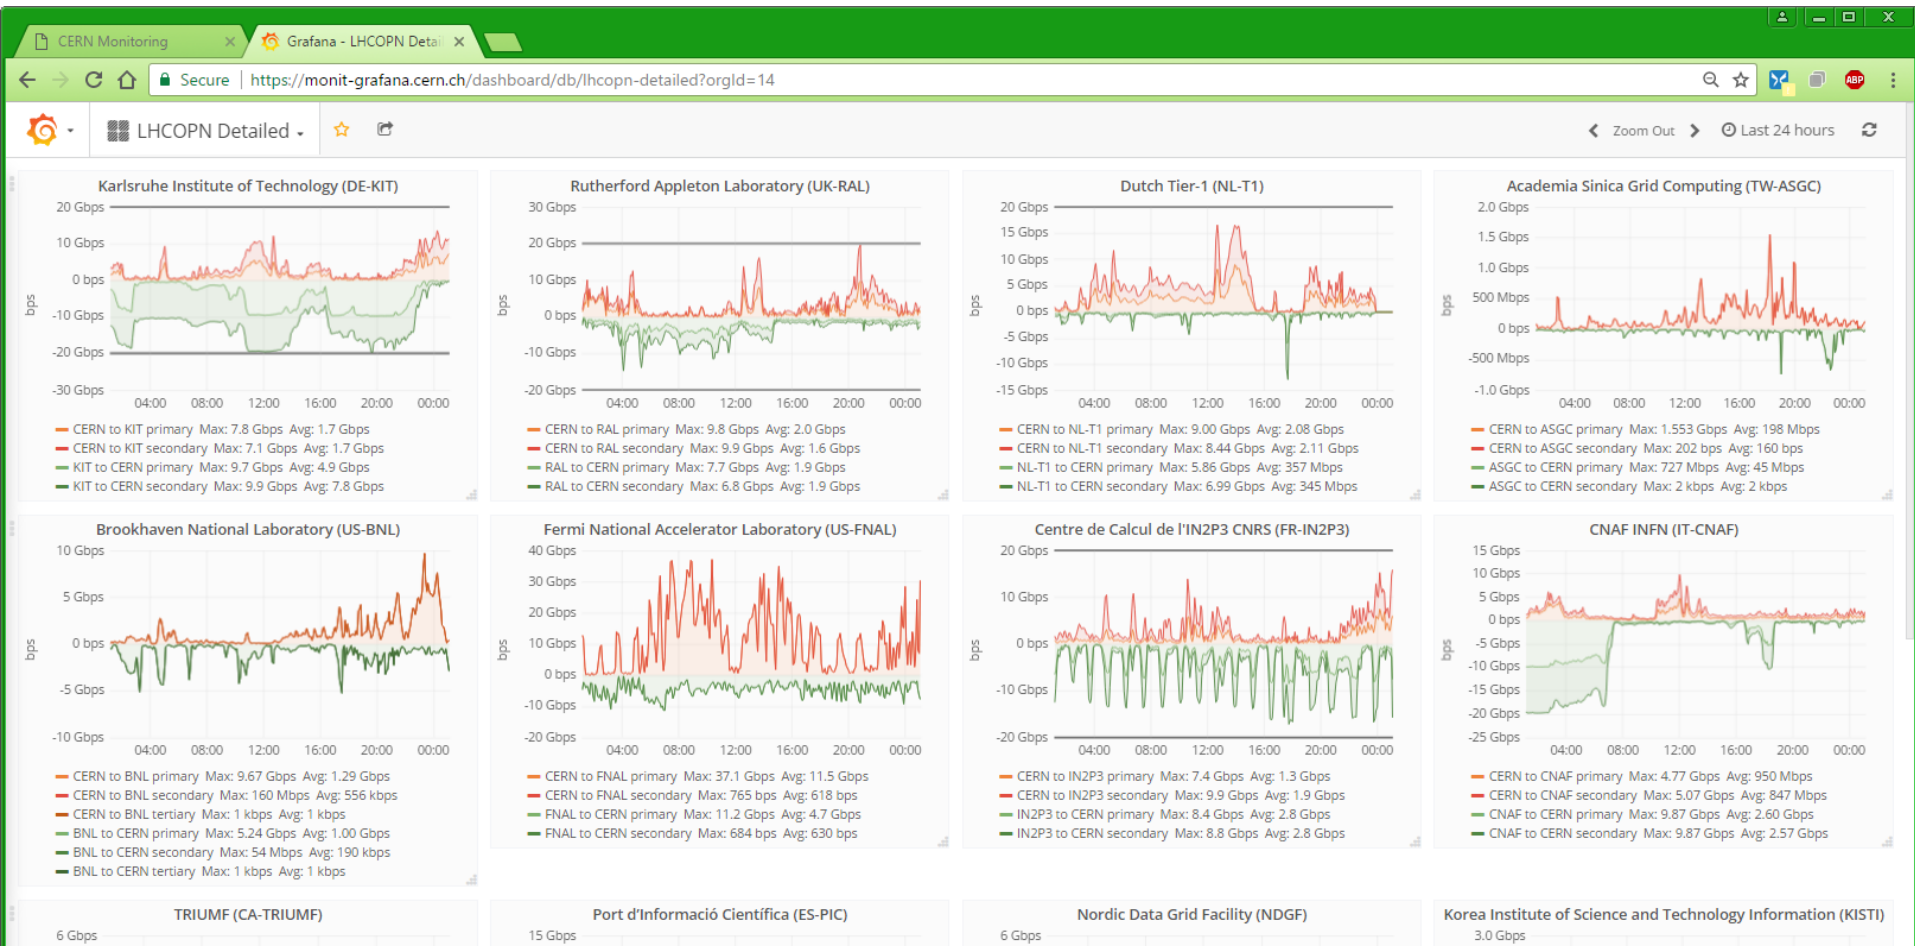 CERN Monitoring
Grafana - LHCOPN Detai
Secure | https://monit-grafana.cern.ch/dashboard/db/lhcopn-detailed?orgId=14
ABP
LHCOPN Detailed
Zoom Out
Last 24 hours
Karlsruhe Institute of Technology (DE-KIT)
20 Gbps
10 Gbps
0 bps
-10 Gbps
-20 Gbps
-30 Gbps
bps
04:00 08:00 12:00 16:00 20:00 00:00
CERN to KIT primary Max: 7.8 Gbps Avg: 1.7 Gbps
CERN to KIT secondary Max: 7.1 Gbps Avg: 1.7 Gbps
KIT to CERN primary Max: 9.7 Gbps Avg: 4.9 Gbps
KIT to CERN secondary Max: 9.9 Gbps Avg: 7.8 Gbps
Rutherford Appleton Laboratory (UK-RAL)
30 Gbps
20 Gbps
10 Gbps
0 bps
-10 Gbps
-20 Gbps
bps
04:00 08:00 12:00 16:00 20:00 00:00
CERN to RAL primary Max: 9.8 Gbps Avg: 2.0 Gbps
CERN to RAL secondary Max: 9.9 Gbps Avg: 1.6 Gbps
RAL to CERN primary Max: 7.7 Gbps Avg: 1.9 Gbps
RAL to CERN secondary Max: 6.8 Gbps Avg: 1.9 Gbps
Dutch Tier-1 (NL-T1)
20 Gbps
15 Gbps
10 Gbps
5 Gbps
0 bps
-5 Gbps
-10 Gbps
-15 Gbps
bps
04:00 08:00 12:00 16:00 20:00 00:00
CERN to NL-T1 primary Max: 9.00 Gbps Avg: 2.08 Gbps
CERN to NL-T1 secondary Max: 8.44 Gbps Avg: 2.11 Gbps
NL-T1 to CERN primary Max: 5.86 Gbps Avg: 357 Mbps
NL-T1 to CERN secondary Max: 6.99 Gbps Avg: 345 Mbps
Academia Sinica Grid Computing (TW-ASGC)
2.0 Gbps
1.5 Gbps
1.0 Gbps
500 Mbps
0 bps
-500 Mbps
-1.0 Gbps
bps
04:00 08:00 12:00 16:00 20:00 00:00
CERN to ASGC primary Max: 1.553 Gbps Avg: 198 Mbps
CERN to ASGC secondary Max: 202 bps Avg: 160 bps
ASGC to CERN primary Max: 727 Mbps Avg: 45 Mbps
ASGC to CERN secondary Max: 2 kbps Avg: 2 kbps
Brookhaven National Laboratory (US-BNL)
10 Gbps
5 Gbps
0 bps
-5 Gbps
-10 Gbps
bps
04:00 08:00 12:00 16:00 20:00 00:00
CERN to BNL primary Max: 9.67 Gbps Avg: 1.29 Gbps
CERN to BNL secondary Max: 160 Mbps Avg: 556 kbps
CERN to BNL tertiary Max: 1 kbps Avg: 1 kbps
BNL to CERN primary Max: 5.24 Gbps Avg: 1.00 Gbps
BNL to CERN secondary Max: 54 Mbps Avg: 190 kbps
BNL to CERN tertiary Max: 1 kbps Avg: 1 kbps
Fermi National Accelerator Laboratory (US-FNAL)
40 Gbps
30 Gbps
20 Gbps
10 Gbps
0 bps
-10 Gbps
-20 Gbps
bps
04:00 08:00 12:00 16:00 20:00 00:00
CERN to FNAL primary Max: 37.1 Gbps Avg: 11.5 Gbps
CERN to FNAL secondary Max: 765 bps Avg: 618 bps
FNAL to CERN primary Max: 11.2 Gbps Avg: 4.7 Gbps
FNAL to CERN secondary Max: 684 bps Avg: 630 bps
Centre de Calcul de l'IN2P3 CNRS (FR-IN2P3)
20 Gbps
10 Gbps
0 bps
-10 Gbps
-20 Gbps
bps
04:00 08:00 12:00 16:00 20:00 00:00
CERN to IN2P3 primary Max: 7.4 Gbps Avg: 1.3 Gbps
CERN to IN2P3 secondary Max: 9.9 Gbps Avg: 1.9 Gbps
IN2P3 to CERN primary Max: 8.4 Gbps Avg: 2.8 Gbps
IN2P3 to CERN secondary Max: 8.8 Gbps Avg: 2.8 Gbps
CNAF INFN (IT-CNAF)
15 Gbps
10 Gbps
5 Gbps
0 bps
-5 Gbps
-10 Gbps
-15 Gbps
-20 Gbps
-25 Gbps
bps
04:00 08:00 12:00 16:00 20:00 00:00
CERN to CNAF primary Max: 4.77 Gbps Avg: 950 Mbps
CERN to CNAF secondary Max: 5.07 Gbps Avg: 847 Mbps
CNAF to CERN primary Max: 9.87 Gbps Avg: 2.60 Gbps
CNAF to CERN secondary Max: 9.87 Gbps Avg: 2.57 Gbps
TRIUMF (CA-TRIUMF)
6 Gbps
Port d'Informació Científica (ES-PIC)
15 Gbps
Nordic Data Grid Facility (NDGF)
6 Gbps
Korea Institute of Science and Technology Information (KISTI)
3.0 Gbps